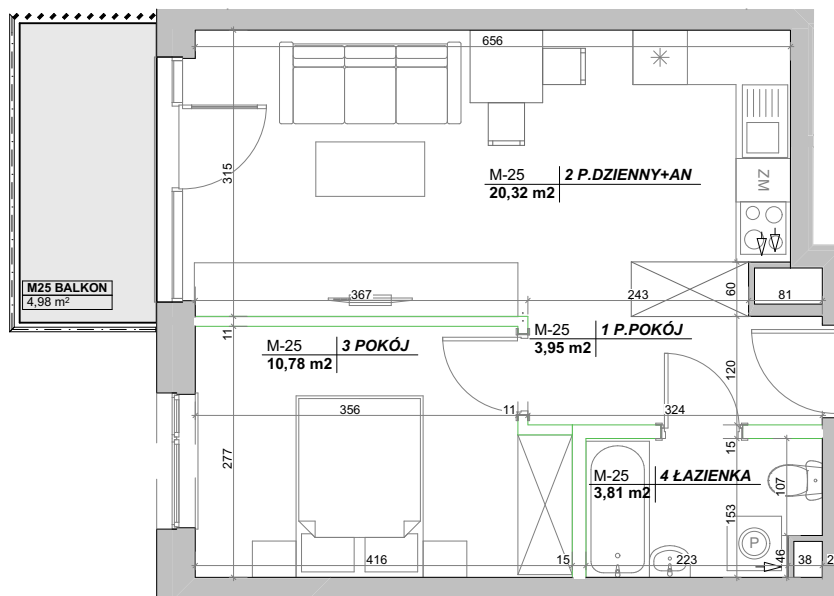 656
315
M-25 2 P.DZIENNY+AN
20,32 m2
ZM
M25 BALKON
4,98 m²
367
243
60
81
11
M-25 3 POKÓJ
10,78 m2
M-25 1 P.POKÓJ
3,95 m2
120
356
11
324
277
15
M-25 4 ŁAZIENKA
3,81 m2
107
153
P
46
416
15
223
38
2